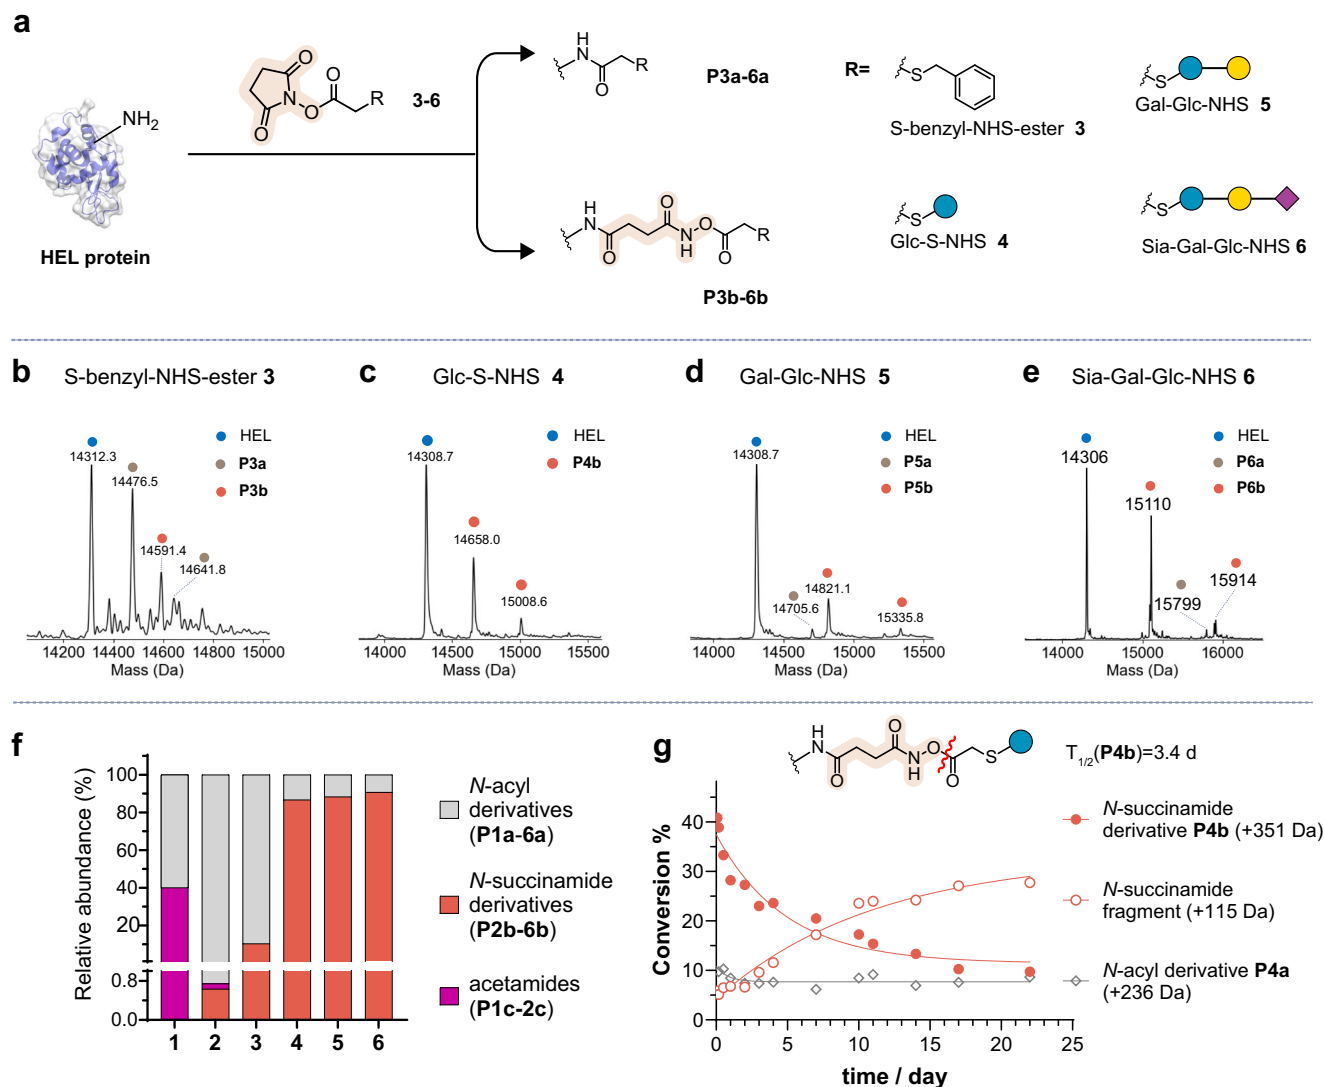 a
NH2
HEL protein
O
N
O
O
O
R
3-6
H
N
O
R
P3a-6a
H
N
O
O
N
H
O
O
R
P3b-6b
R=
S
S-benzyl-NHS-ester 3
S
Gal-Glc-NHS 5
S
Glc-S-NHS 4
S
Sia-Gal-Glc-NHS 6
b S-benzyl-NHS-ester 3
HEL
P3a
P3b
14312.3
14476.5
14591.4
14641.8
14200 14400 14600 14800 15000
Mass (Da)
c Glc-S-NHS 4
HEL
P4b
14308.7
14658.0
15008.6
14000 14500 15000 15500
Mass (Da)
d Gal-Glc-NHS 5
HEL
P5a
P5b
14308.7
14705.6
14821.1
15335.8
14000 14500 15000 15500
Mass (Da)
e Sia-Gal-Glc-NHS 6
HEL
P6a
P6b
14306
15110
15799
15914
14000 15000 16000
Mass (Da)
f
Relative abundance (%)
100
80
60
40
20
0.8
0.0
1 2 3 4 5 6
N-acyl
derivatives
(P1a-6a)
N-succinamide
derivatives
(P2b-6b)
acetamides
(P1c-2c)
g
H
N
O
O
N
H
O
O
S
T1/2(P4b)=3.4 d
Conversion %
40
30
20
10
0
0 5 10 15 20 25
time / day
N-succinamide
derivative P4b (+351 Da)
N-succinamide
fragment (+115 Da)
N-acyl derivative P4a
(+236 Da)